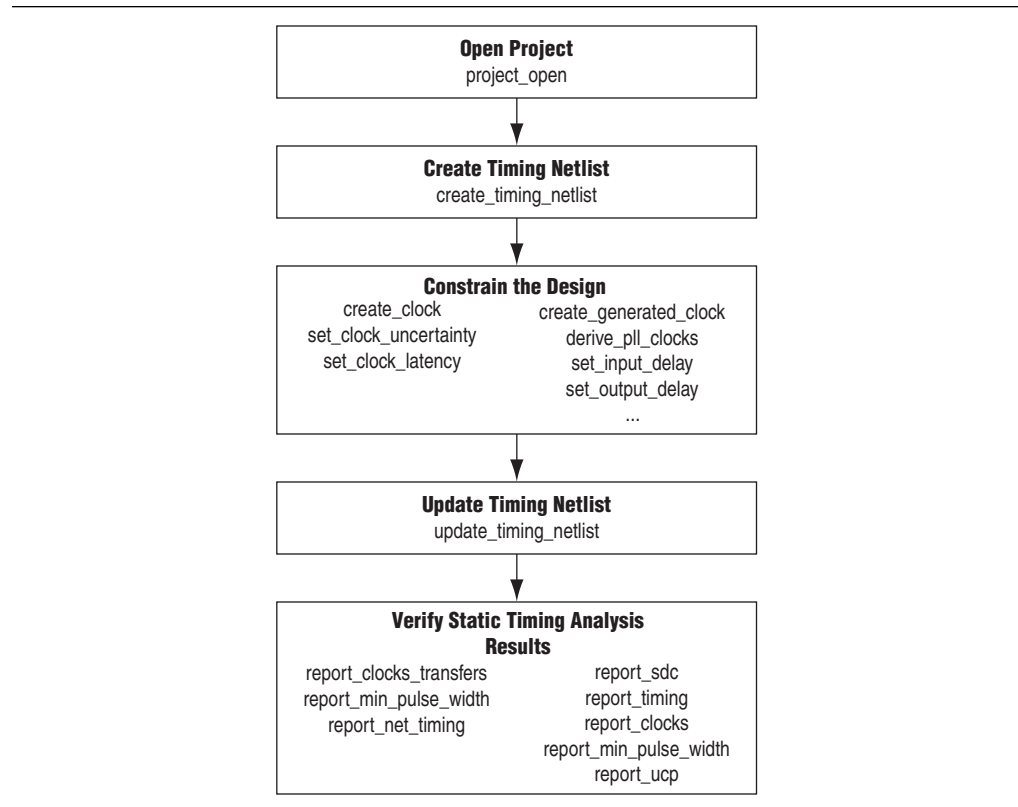 Open Project
project_open
Create Timing Netlist
create_timing_netlist
Constrain the Design
create_clock
set_clock_uncertainty
set_clock_latency
create_generated_clock
derive_pll_clocks
set_input_delay
set_output_delay
...
Update Timing Netlist
update_timing_netlist
Verify Static Timing Analysis
Results
report_clocks_transfers
report_min_pulse_width
report_net_timing
report_sdc
report_timing
report_clocks
report_min_pulse_width
report_ucp